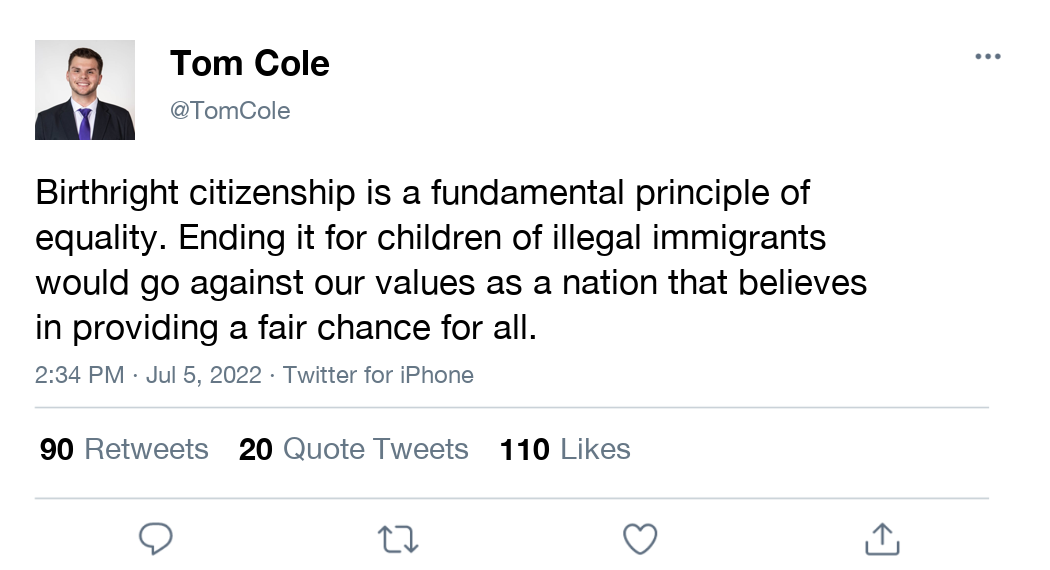 Tom Cole
@TomCole
Birthright citizenship is a fundamental principle of
equality. Ending it for children of illegal immigrants
would go against our values as a nation that believes
in providing a fair chance for all.
2:34 PM · Jul 5, 2022 · Twitter for iPhone
90 Retweets 20 Quote Tweets 110 Likes